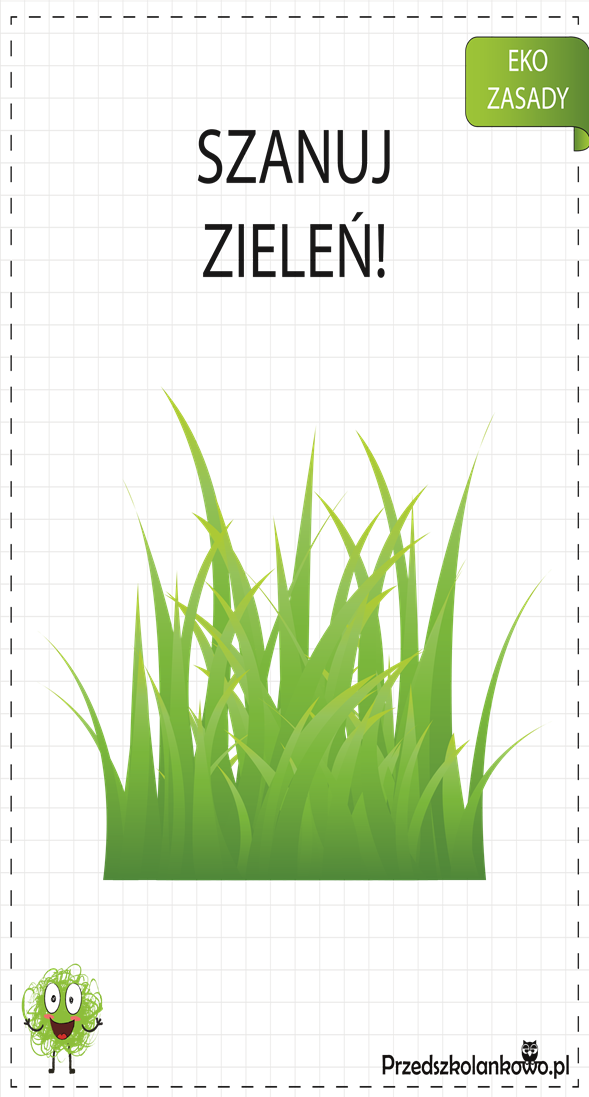 EKO
ZASADY
SZANUJ
ZIELEŃ!
Przedszkolankowo.pl